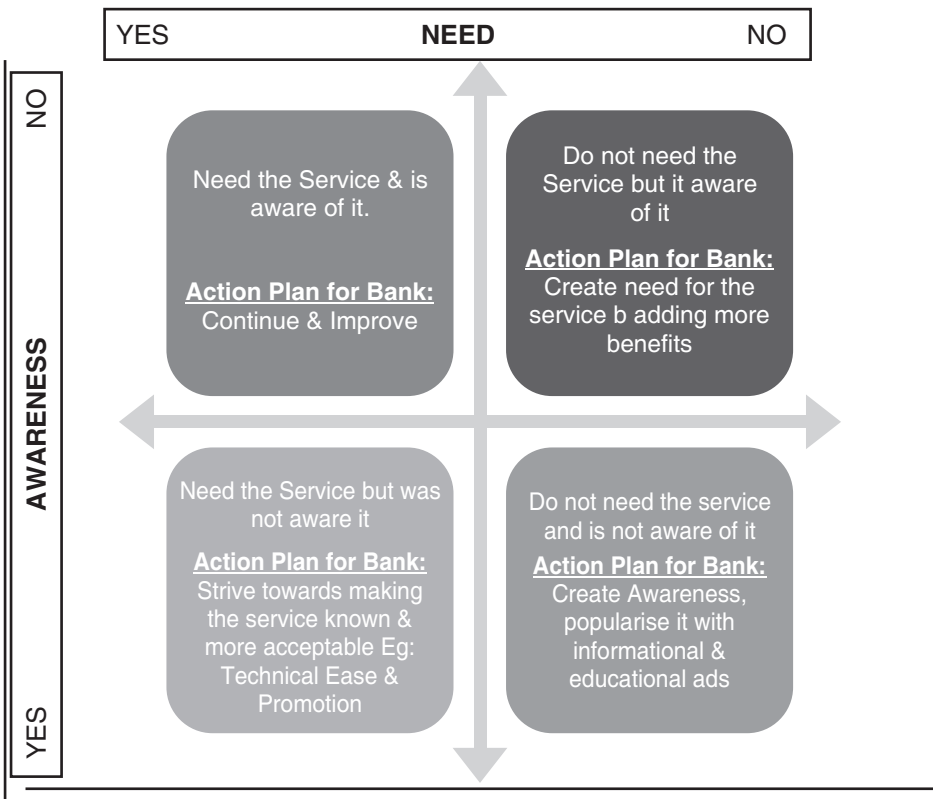 YES NEED NO
NO
AWARENESS
YES
Need the Service & is
aware of it.
Action Plan for Bank:
Continue & Improve
Do not need the
Service but it aware
of it
Action Plan for Bank:
Create need for the
service b adding more
benefits
Need the Service but was
not aware it
Action Plan for Bank:
Strive towards making
the service known &
more acceptable Eg:
Technical Ease &
Promotion
Do not need the service
and is not aware of it
Action Plan for Bank:
Create Awareness,
popularise it with
informational &
educational ads